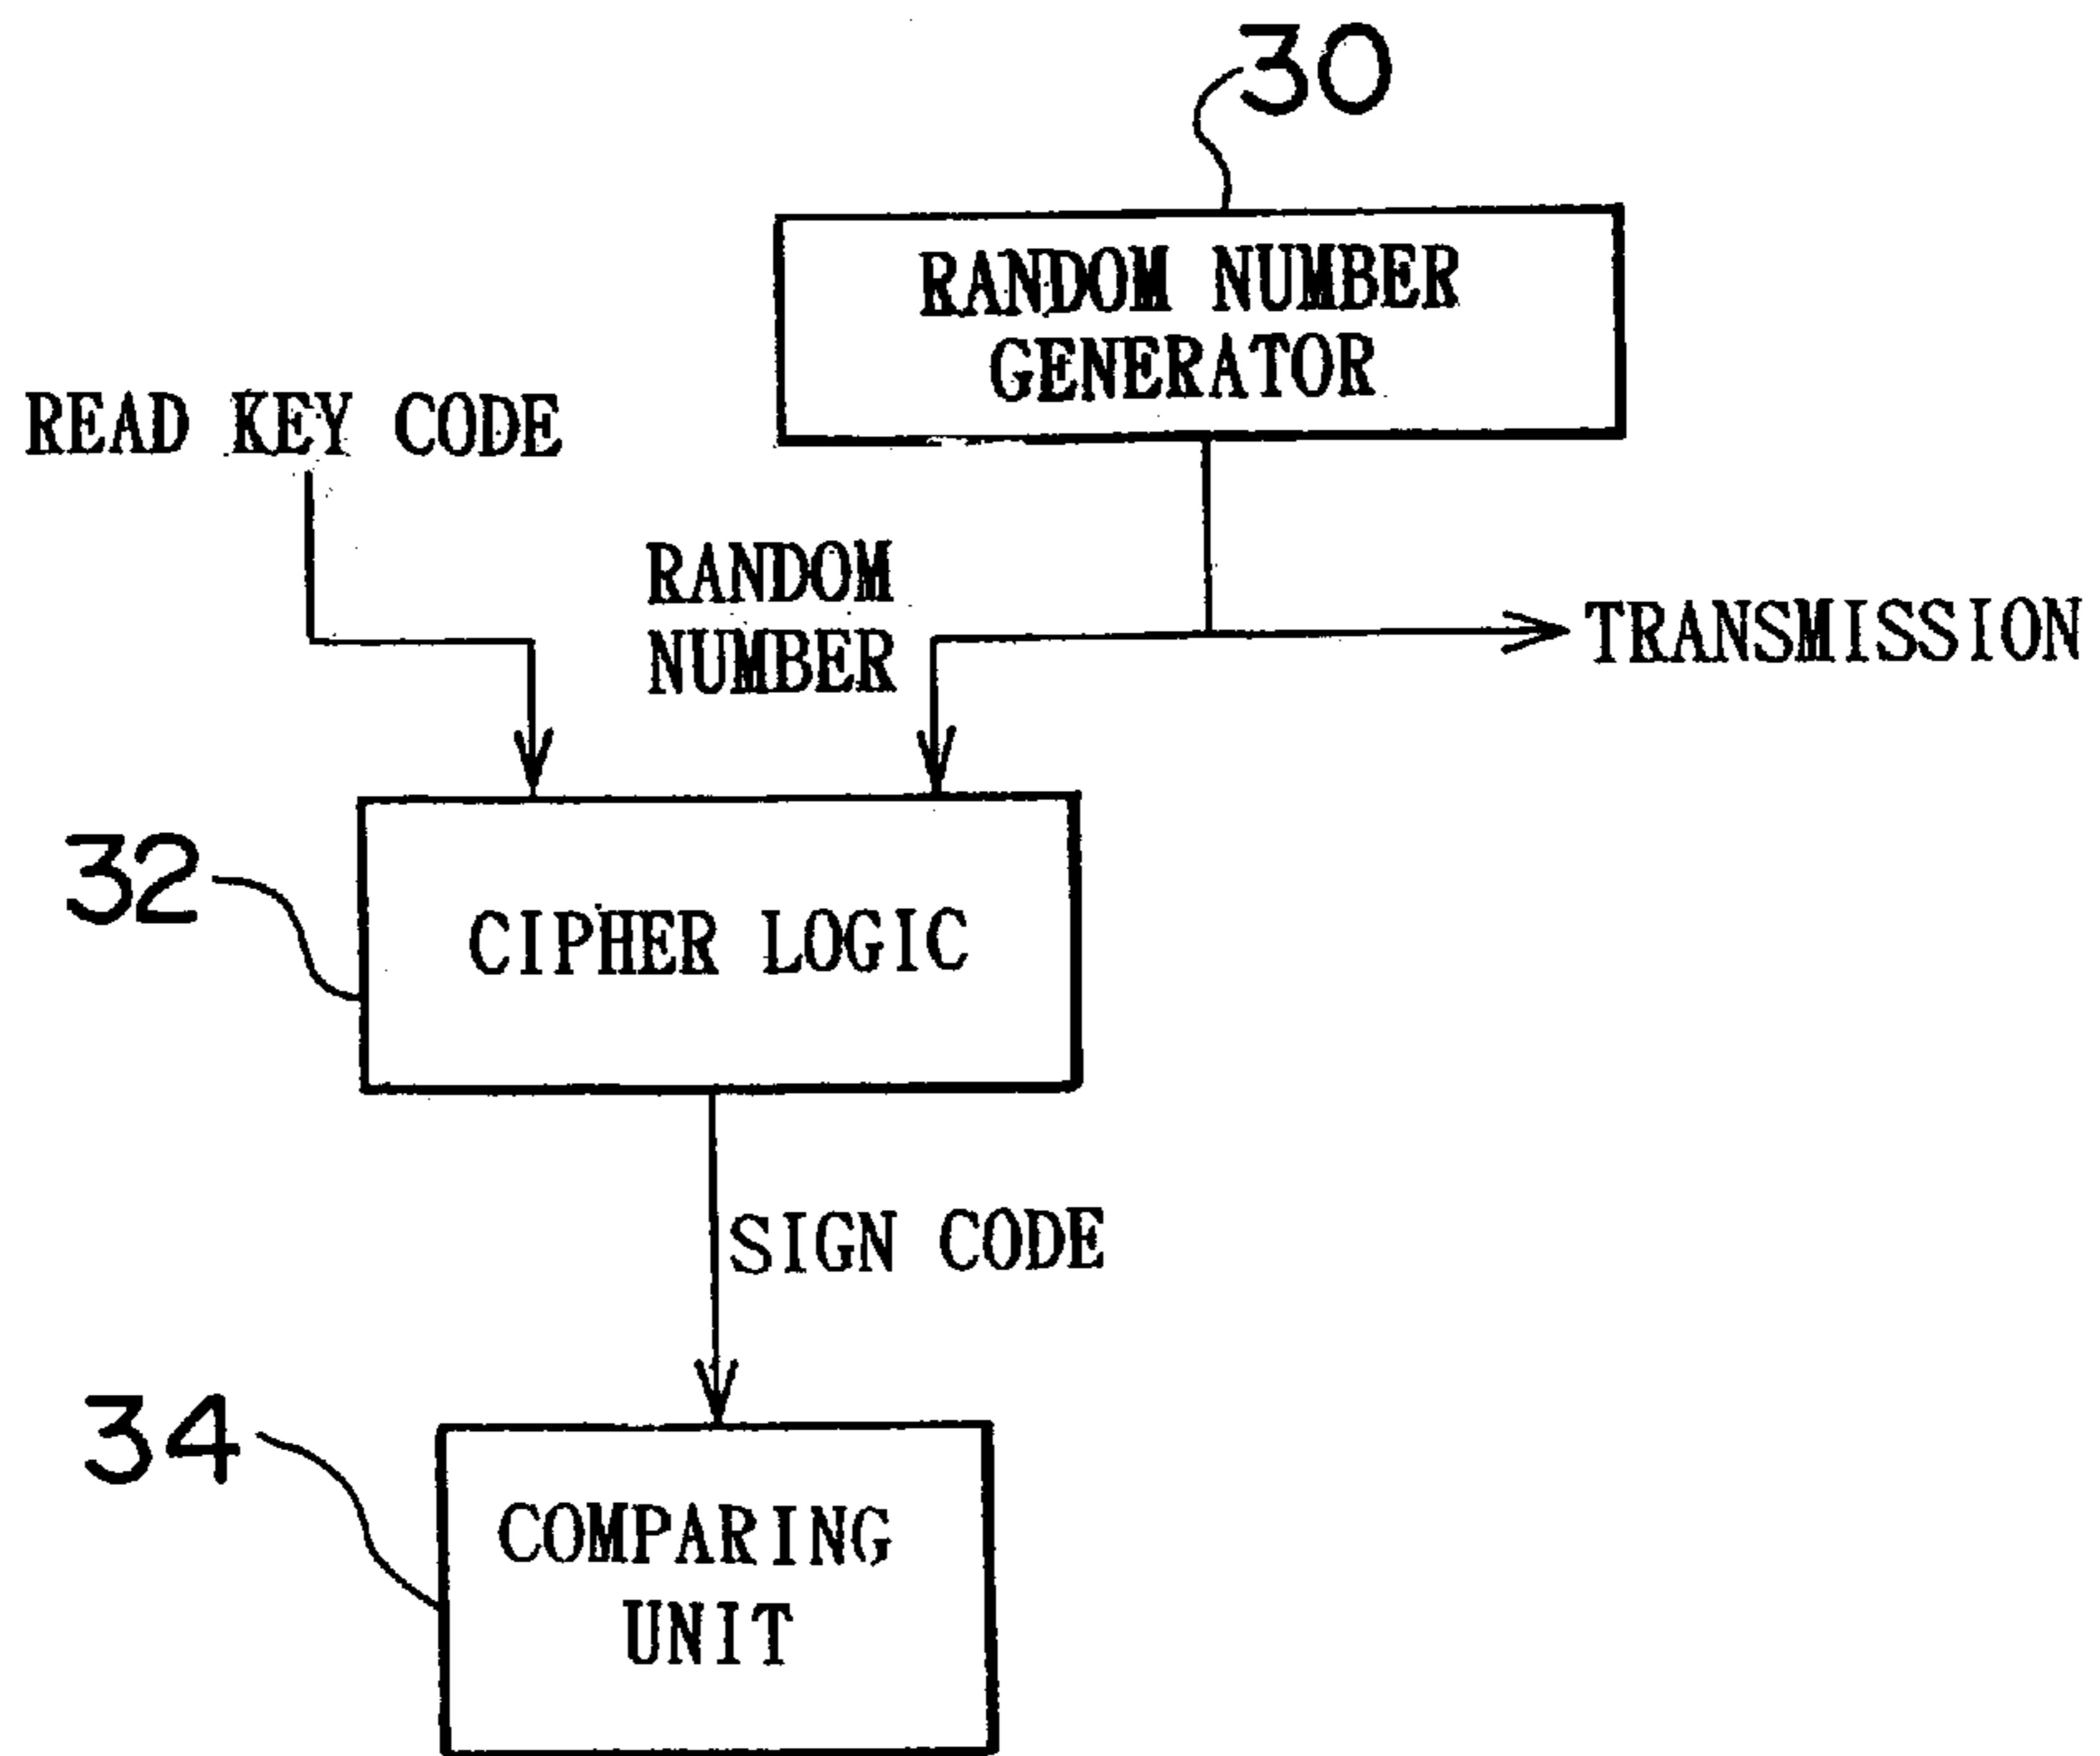 30
RANDOM NUMBER
GENERATOR
READ KEY CODE
RANDOM
NUMBER
TRANSMISSION
32
CIPHER LOGIC
SIGN CODE
34
COMPARING
UNIT